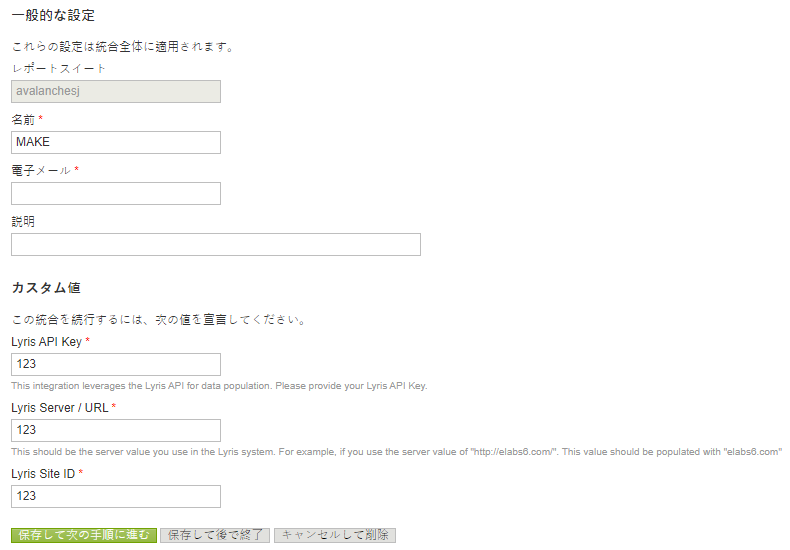 一般的な設定
これらの設定は統合全体に適用されます。
レポートスイート
avalanchesj
名前 *
MAKE
電子メール *
説明
カスタム値
この統合を続行するには、次の値を宣言してください。
Lyris API Key *
123
This integration leverages the Lyris API for data population. Please provide your Lyris API Key.
Lyris Server / URL *
123
This should be the server value you use in the Lyris system. For example, if you use the server value of "http://elabs6.com/". This value should be populated with "elabs6.com"
Lyris Site ID *
123
保存して次の手順に進む 保存して後で終了 キャンセルして削除